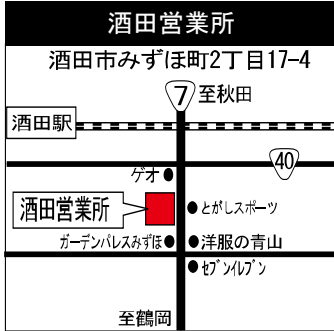 酒田営業所
酒田市みずほ町2丁目17-4
7 至秋田
酒田駅
40
ゲオ
酒田営業所
とがしスポーツ
ガーデンパレスみずほ
洋服の青山
セブンイレブン
至鶴岡